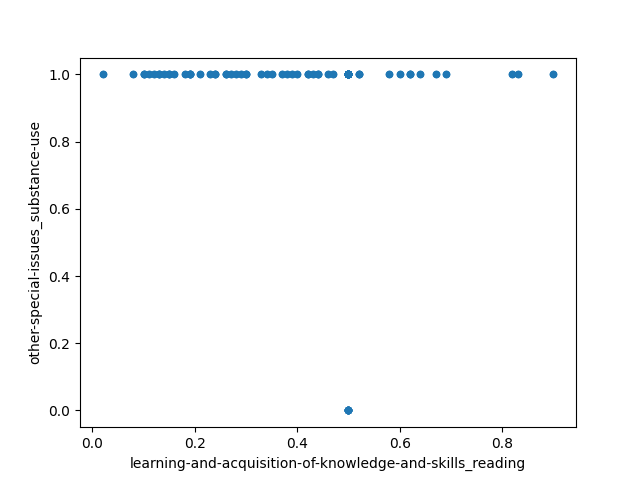 1.0
0.8
0.6
0.4
0.2
0.0
other-special-issues_substance-use
0.0 0.2 0.4 0.6 0.8
learning-and-acquisition-of-knowledge-and-skills_reading